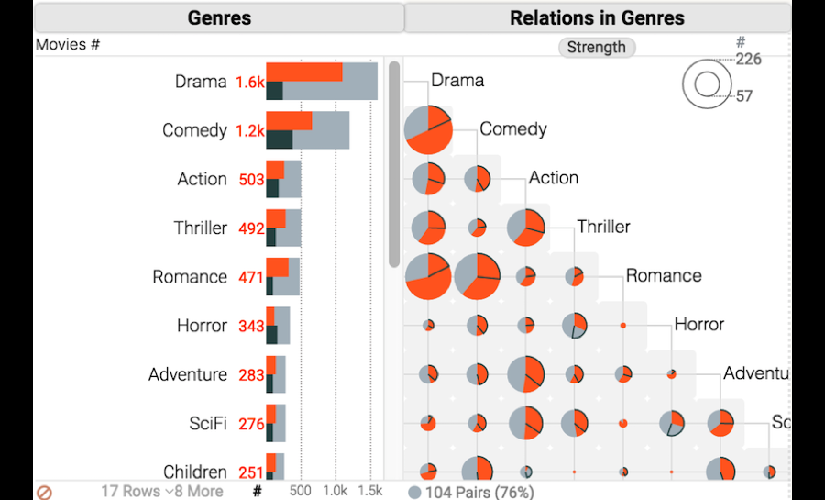 Genres
Relations in Genres
Movies #
Strength
#
226
57
Drama 1.6k
Drama
Comedy 1.2k
Comedy
Action 503
Action
Thriller 492
Thriller
Romance 471
Romance
Horror 343
Horror
Adventure 283
Adventu
SciFi 276
Sc
Children 251
17 Rows 8 More
# 500 1.0k 1.5k
104 Pairs (76%)